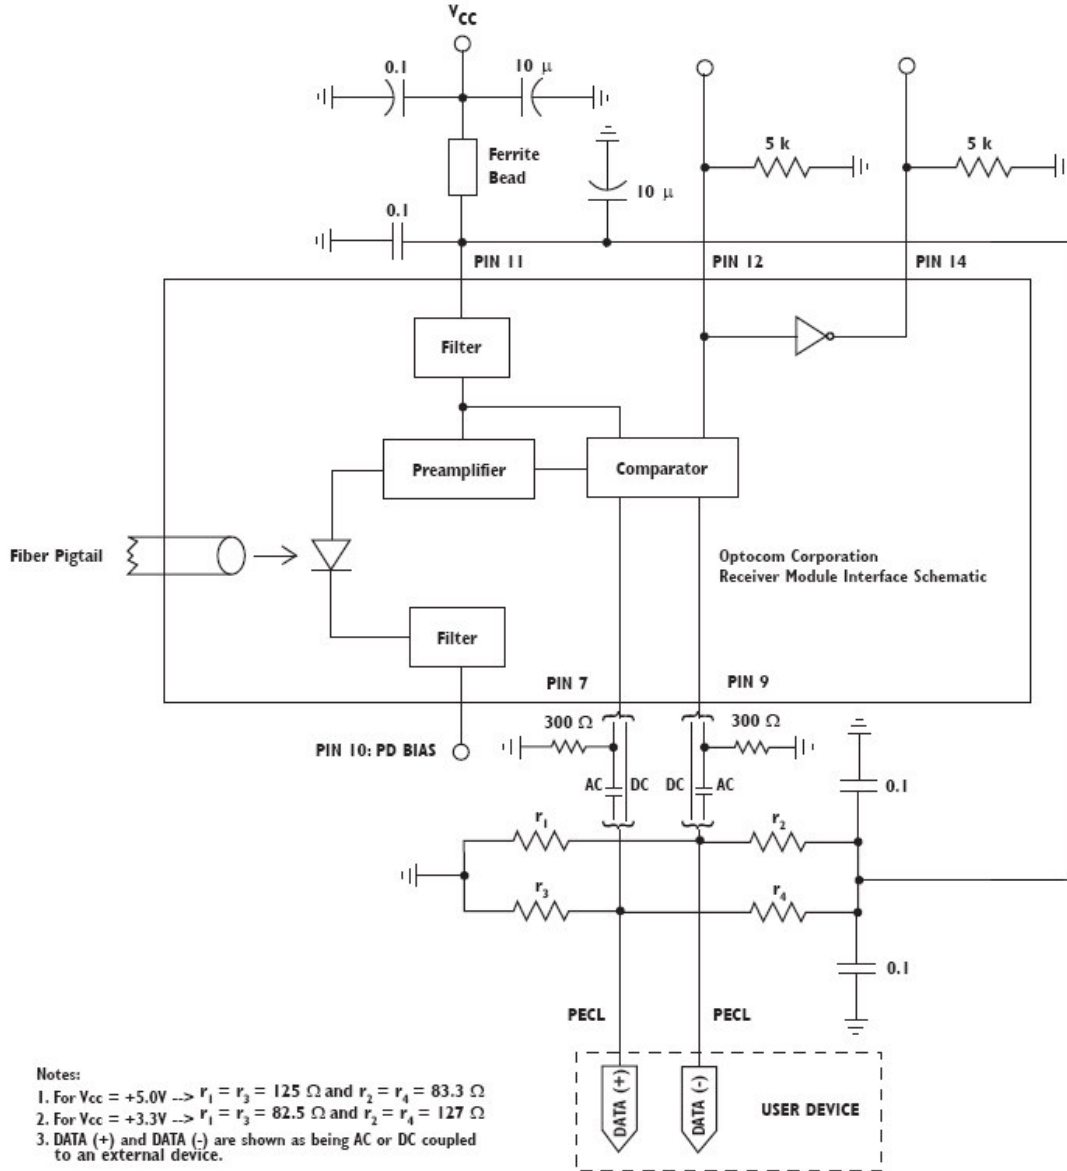 VCC
0.1
10 μ
Ferrite
Bead
10 μ
5 k
5 k
0.1
PIN 11
PIN 12
PIN 14
Filter
Preamplifier
Comparator
Fiber Pigtail
Optocom Corporation
Receiver Module Interface Schematic
Filter
PIN 7
PIN 9
300 Ω
300 Ω
PIN 10: PD BIAS
AC
DC
DC
AC
0.1
r1
r2
r3
r4
0.1
PECL
PECL
DATA (+)
DATA (-)
USER DEVICE
Notes:
1. For Vcc = +5.0V --> r1 = r3 = 125 Ω and r2 = r4 = 83.3 Ω
2. For Vcc = +3.3V --> r1 = r3 = 82.5 Ω and r2 = r4 = 127 Ω
3. DATA (+) and DATA (-) are shown as being AC or DC coupled
to an external device.